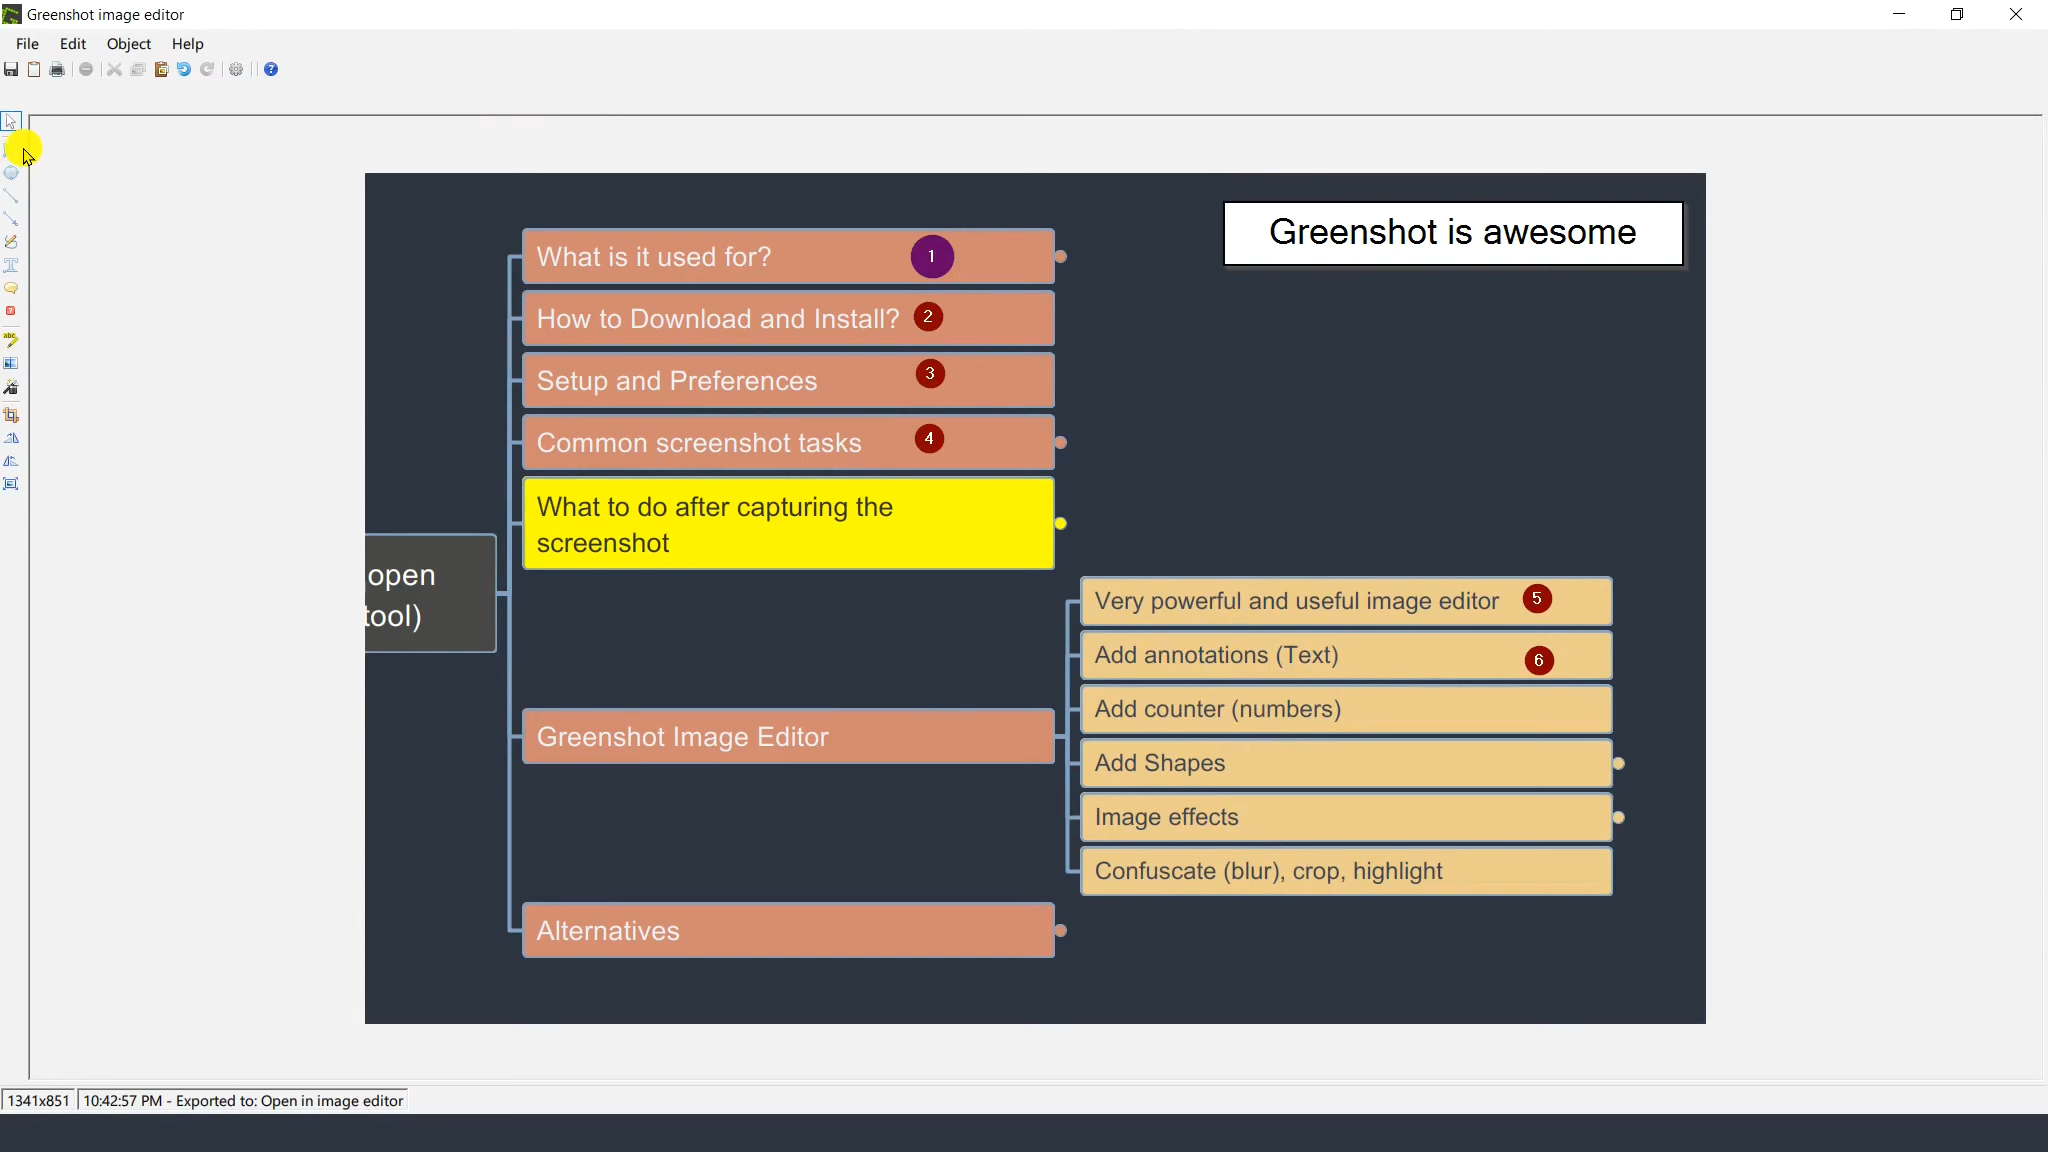 Greenshot image editor
File Edit Object Help
Greenshot is awesome
What is it used for? 1
How to Download and Install? 2
Setup and Preferences 3
Common screenshot tasks 4
What to do after capturing the
screenshot
open
tool)
Very powerful and useful image editor 5
Add annotations (Text) 6
Add counter (numbers)
Greenshot Image Editor
Add Shapes
Image effects
Confuscate (blur), crop, highlight
Alternatives
1341x851 10:42:57 PM - Exported to: Open in image editor